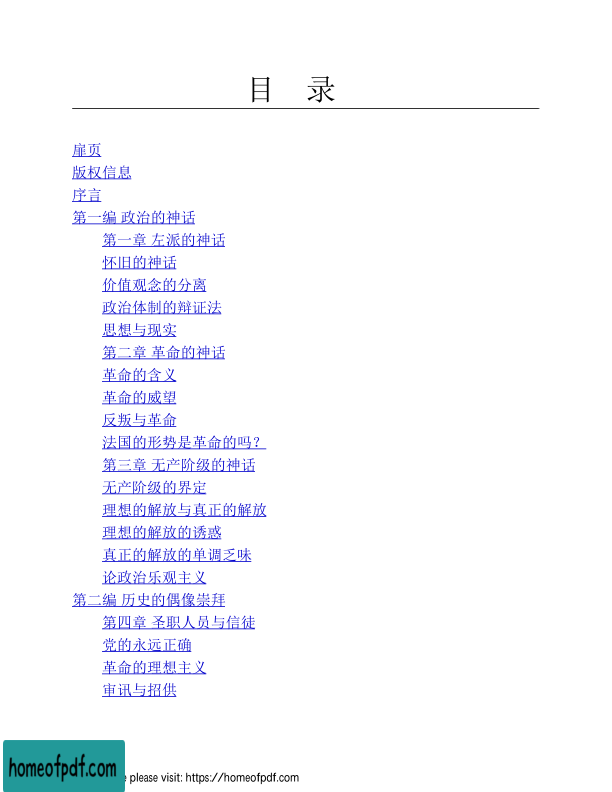 目 录
扉页
版权信息
序言
第一编 政治的神话
第一章 左派的神话
怀旧的神话
价值观念的分离
政治体制的辩证法
思想与现实
第二章 革命的神话
革命的含义
革命的威望
反叛与革命
法国的形势是革命的吗？
第三章 无产阶级的神话
无产阶级的界定
理想的解放与真正的解放
理想的解放的诱惑
真正的解放的单调乏味
论政治乐观主义
第二编 历史的偶像崇拜
第四章 圣职人员与信徒
党的永远正确
革命的理想主义
审讯与招供
homeofpdf.com
please visit: https://homeofpdf.com